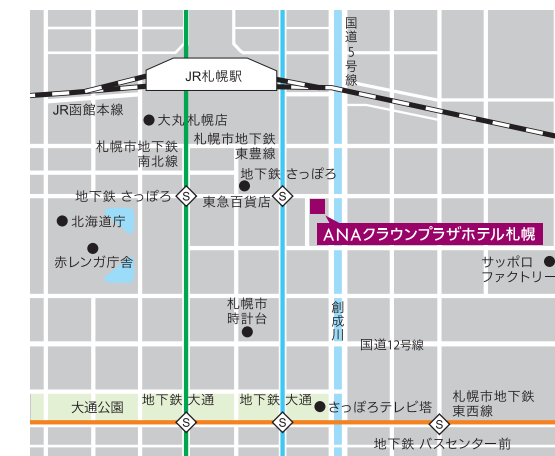 国道5号線
JR札幌駅
JR函館本線
大丸札幌店
札幌市地下鉄
南北線
札幌市地下鉄
東豊線
地下鉄 さっぽろ
地下鉄 さっぽろ
S
S
東急百貨店
北海道庁
ANAクラウンプラザホテル札幌
赤レンガ庁舎
サッポロ
ファクトリー
札幌市
時計台
創成川
国道12号線
大通公園
地下鉄 大通
地下鉄 大通
さっぽろテレビ塔
札幌市地下鉄
東西線
S
S
S
地下鉄 バスセンター前